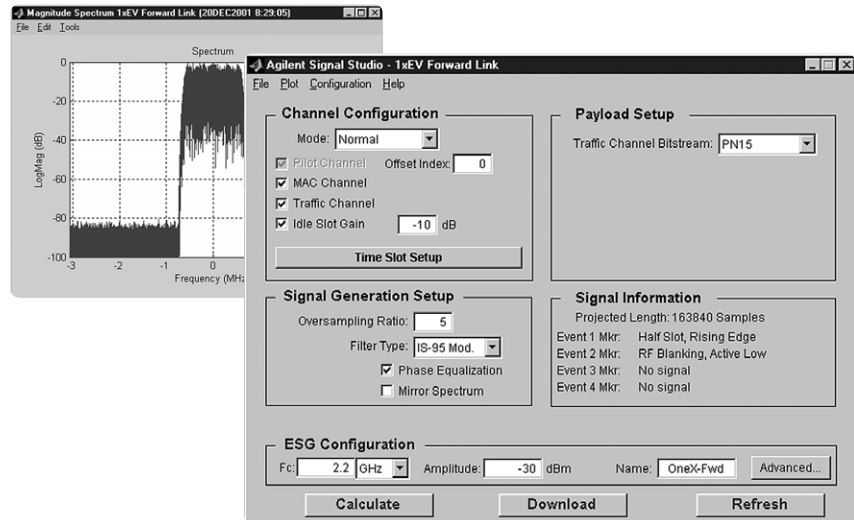 Magnitude Spectrum 1xEV Forward Link (20DEC2001 8:29:05)
File Edit Tools
Spectrum
LogMag (dB)
0
-20
-40
-60
-80
-100
-3 -2 -1 0
Frequency (MHz
Agilent Signal Studio - 1xEV Forward Link
File Plot Configuration Help
Channel Configuration
Mode: Normal
Pilot Channel Offset Index: 0
MAC Channel
Traffic Channel
Idle Slot Gain -10 dB
Time Slot Setup
Payload Setup
Traffic Channel Bitstream: PN15
Signal Generation Setup
Oversampling Ratio: 5
Filter Type: IS-95 Mod.
Phase Equalization
Mirror Spectrum
Signal Information
Projected Length: 163840 Samples
Event 1 Mkr: Half Slot, Rising Edge
Event 2 Mkr: RF Blanking, Active Low
Event 3 Mkr: No signal
Event 4 Mkr: No signal
ESG Configuration
Fc: 2.2 GHz Amplitude: -30 dBm Name: OneX-Fwd Advanced...
Calculate Download Refresh